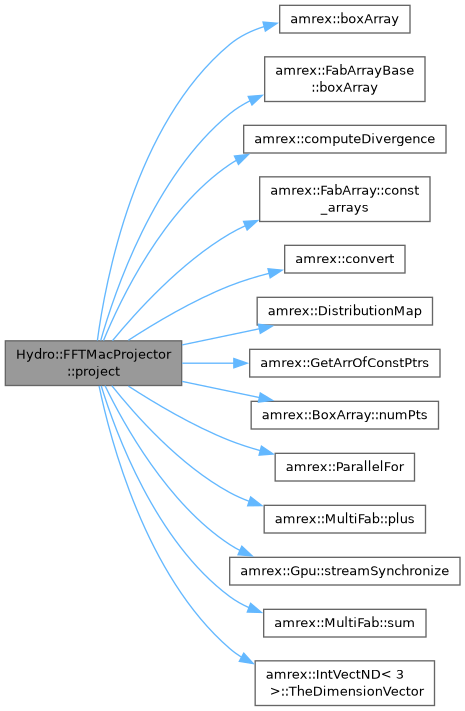 amrex::boxArray
amrex::FabArrayBase
::boxArray
amrex::computeDivergence
amrex::FabArray::const
_arrays
amrex::convert
amrex::DistributionMap
Hydro::FFTMacProjector
::project
amrex::GetArrOfConstPtrs
amrex::BoxArray::numPts
amrex::ParallelFor
amrex::MultiFab::plus
amrex::Gpu::streamSynchronize
amrex::MultiFab::sum
amrex::IntVectND< 3
>::TheDimensionVector